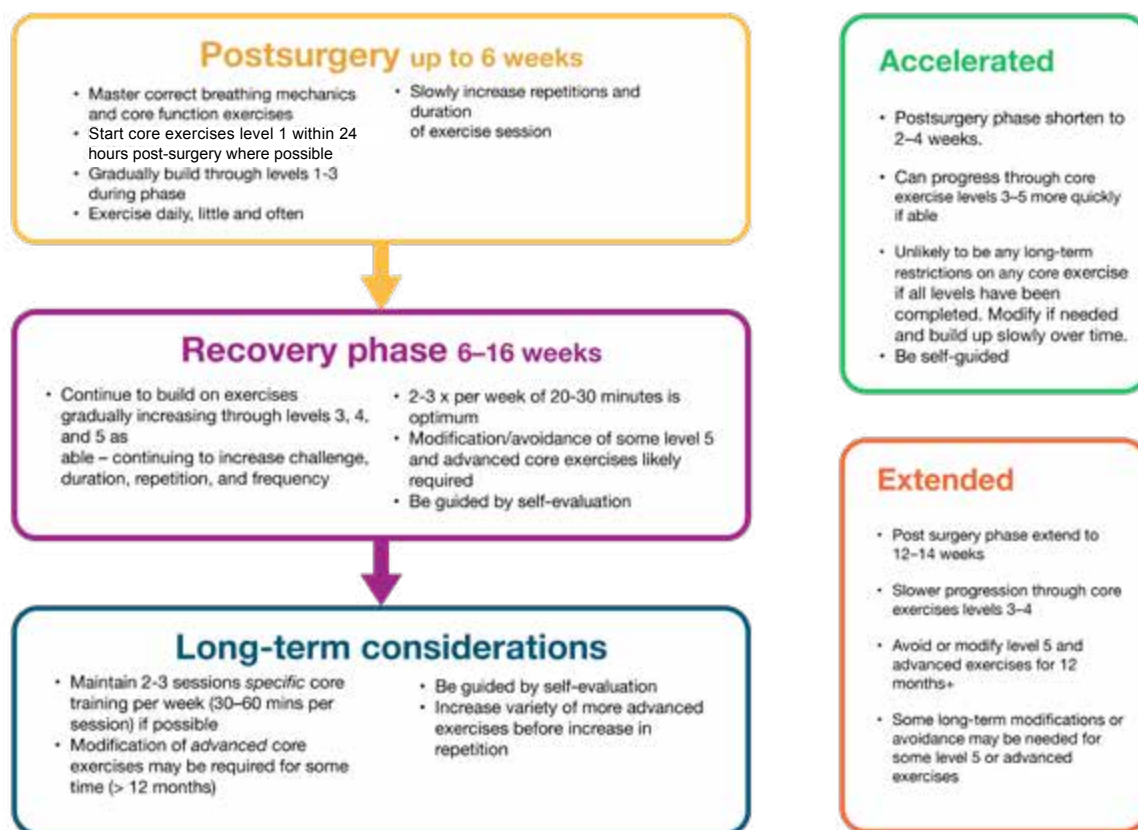 Postsurgery up to 6 weeks
• Master correct breathing mechanics
and core function exercises
• Start core exercises level 1 within 24
hours post-surgery where possible
• Gradually build through levels 1-3
during phase
• Exercise daily, little and often
• Slowly increase repetitions and
duration
of exercise session
Recovery phase 6–16 weeks
• Continue to build on exercises
gradually increasing through levels 3, 4,
and 5 as
able – continuing to increase challenge,
duration, repetition, and frequency
• 2-3 x per week of 20-30 minutes is
optimum
• Modification/avoidance of some level 5
and advanced core exercises likely
required
• Be guided by self-evaluation
Long-term considerations
• Maintain 2-3 sessions specific core
training per week (30–60 mins per
session) if possible
• Modification of advanced core
exercises may be required for some
time (> 12 months)
• Be guided by self-evaluation
• Increase variety of more advanced
exercises before increase in
repetition
Accelerated
• Postsurgery phase shorten to
2–4 weeks.
• Can progress through core
exercise levels 3–5 more quickly
if able
• Unlikely to be any long-term
restrictions on any core exercise
if all levels have been
completed. Modify if needed
and build up slowly over time.
• Be self-guided
Extended
• Post surgery phase extend to
12–14 weeks
• Slower progression through core
exercises levels 3–4
• Avoid or modify level 5 and
advanced exercises for 12
months+
• Some long-term modifications or
avoidance may be needed for
some level 5 or advanced
exercises